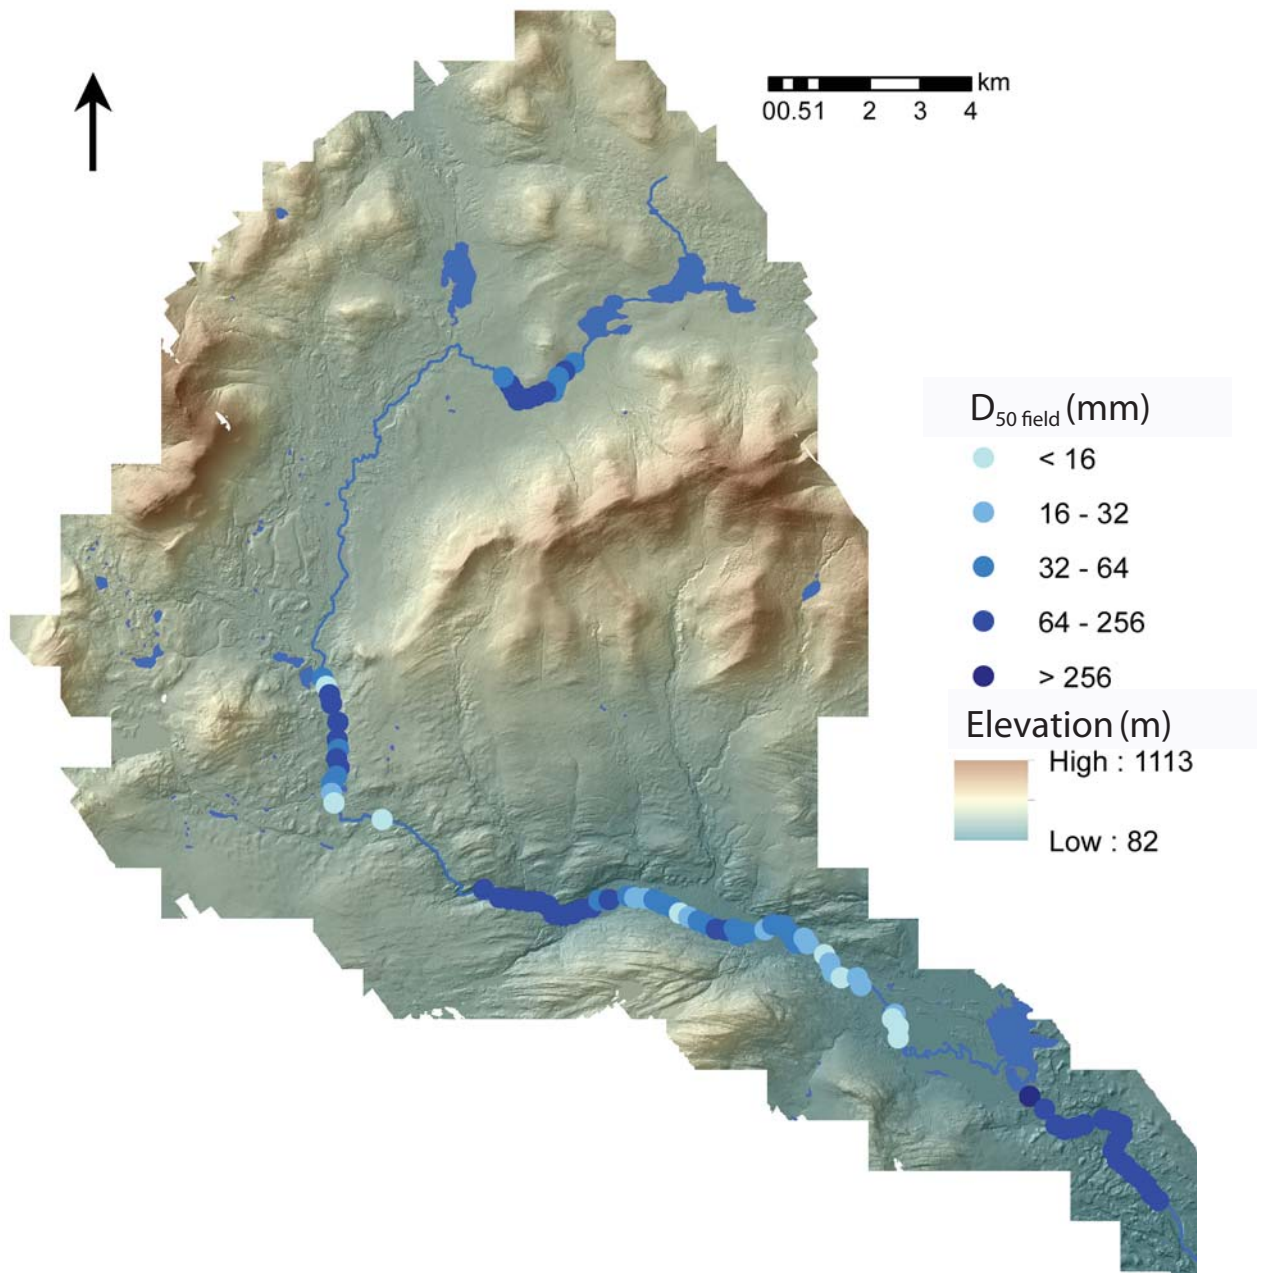 km
00.51 2 3 4
D50 field (mm)
< 16
16 - 32
32 - 64
64 - 256
> 256
Elevation (m)
High : 1113
Low : 82